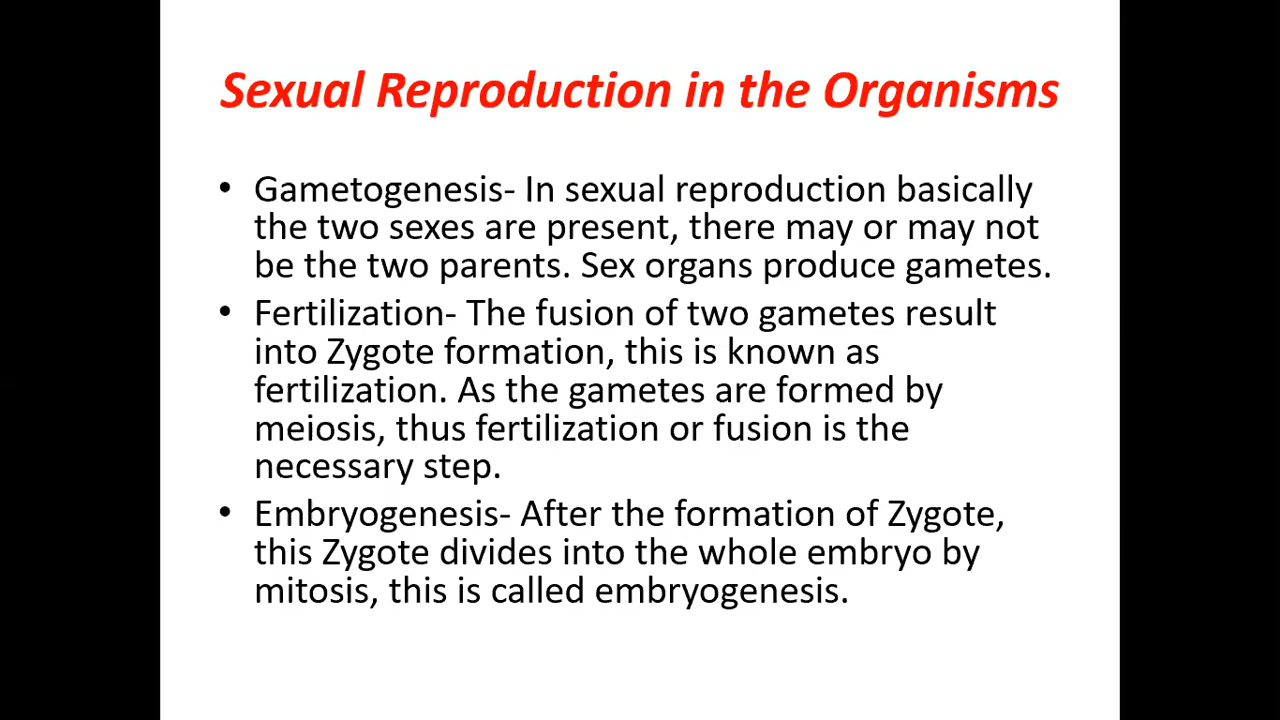 Sexual Reproduction in the Organisms
• Gametogenesis- In sexual reproduction basically
the two sexes are present, there may or may not
be the two parents. Sex organs produce gametes.
• Fertilization- The fusion of two gametes result
into Zygote formation, this is known as
fertilization. As the gametes are formed by
meiosis, thus fertilization or fusion is the
necessary step.
• Embryogenesis- After the formation of Zygote,
this Zygote divides into the whole embryo by
mitosis, this is called embryogenesis.